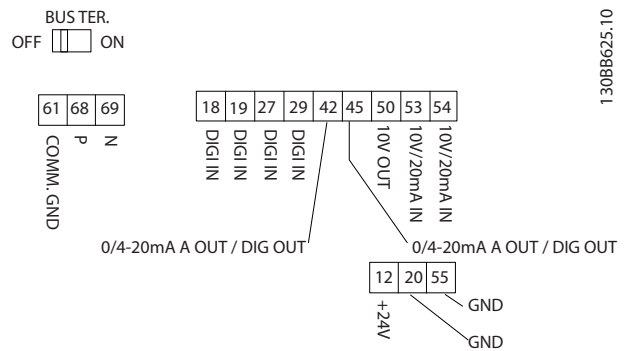 BUS TER.
OFF ON
130BB625.10
61 68 69
COMM. GND
P
N
18 19 27 29 42 45 50 53 54
DIGI IN
DIGI IN
DIGI IN
DIGI IN
10V OUT
10V/20mA IN
10V/20mA IN
0/4-20mA A OUT / DIG OUT
0/4-20mA A OUT / DIG OUT
12 20 55
+24V
GND
GND